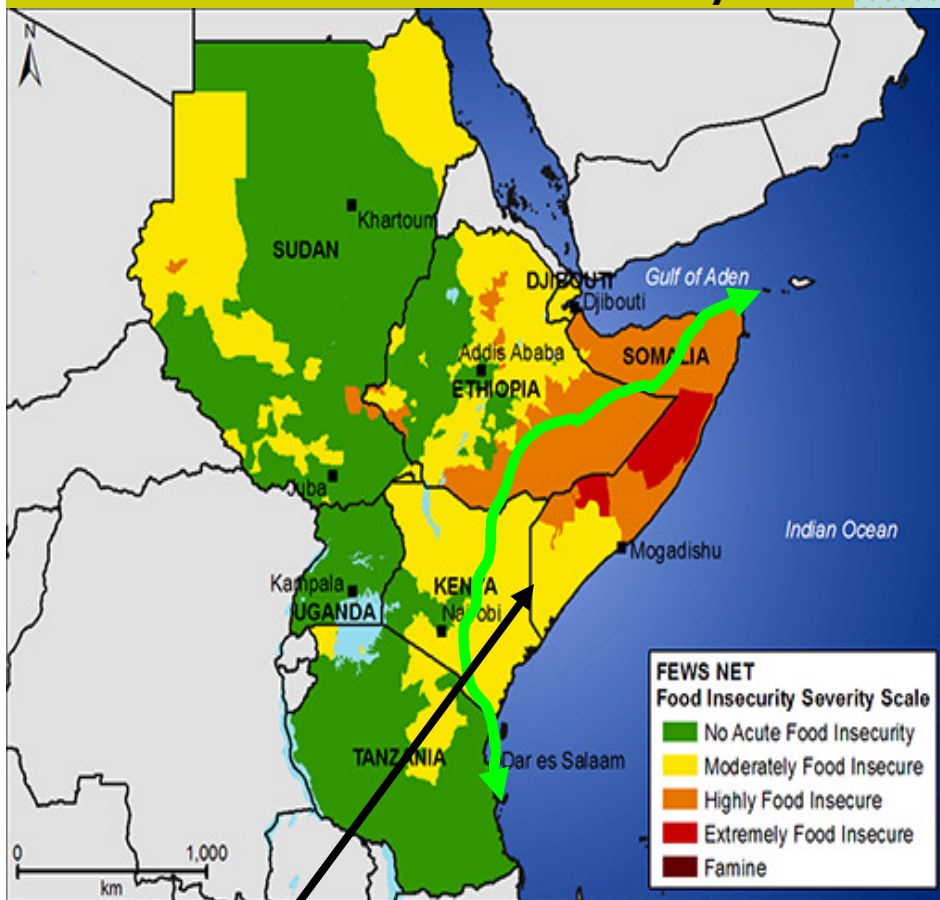 N
Khartoum
SUDAN
DJIBOUTI
Gulf of Aden
Djibouti
Addis Ababa
ETHIOPIA
SOMALIA
Juba
Indian Ocean
Mogadishu
Kampala
KENYA
UGANDA
Nairobi
TANZANIA
Dar es Salaam
FEWS NET
Food Insecurity Severity Scale
No Acute Food Insecurity
Moderately Food Insecure
Highly Food Insecure
Extremely Food Insecure
Famine
0 1,000
km